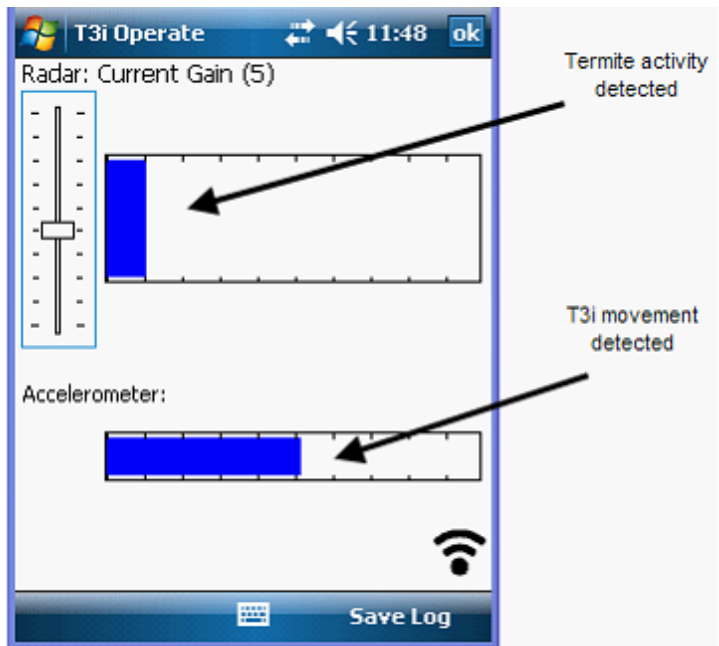 T3i Operate 11:48 ok
Radar: Current Gain (5)
Termite activity
detected
T3i movement
detected
Accelerometer:
Save Log